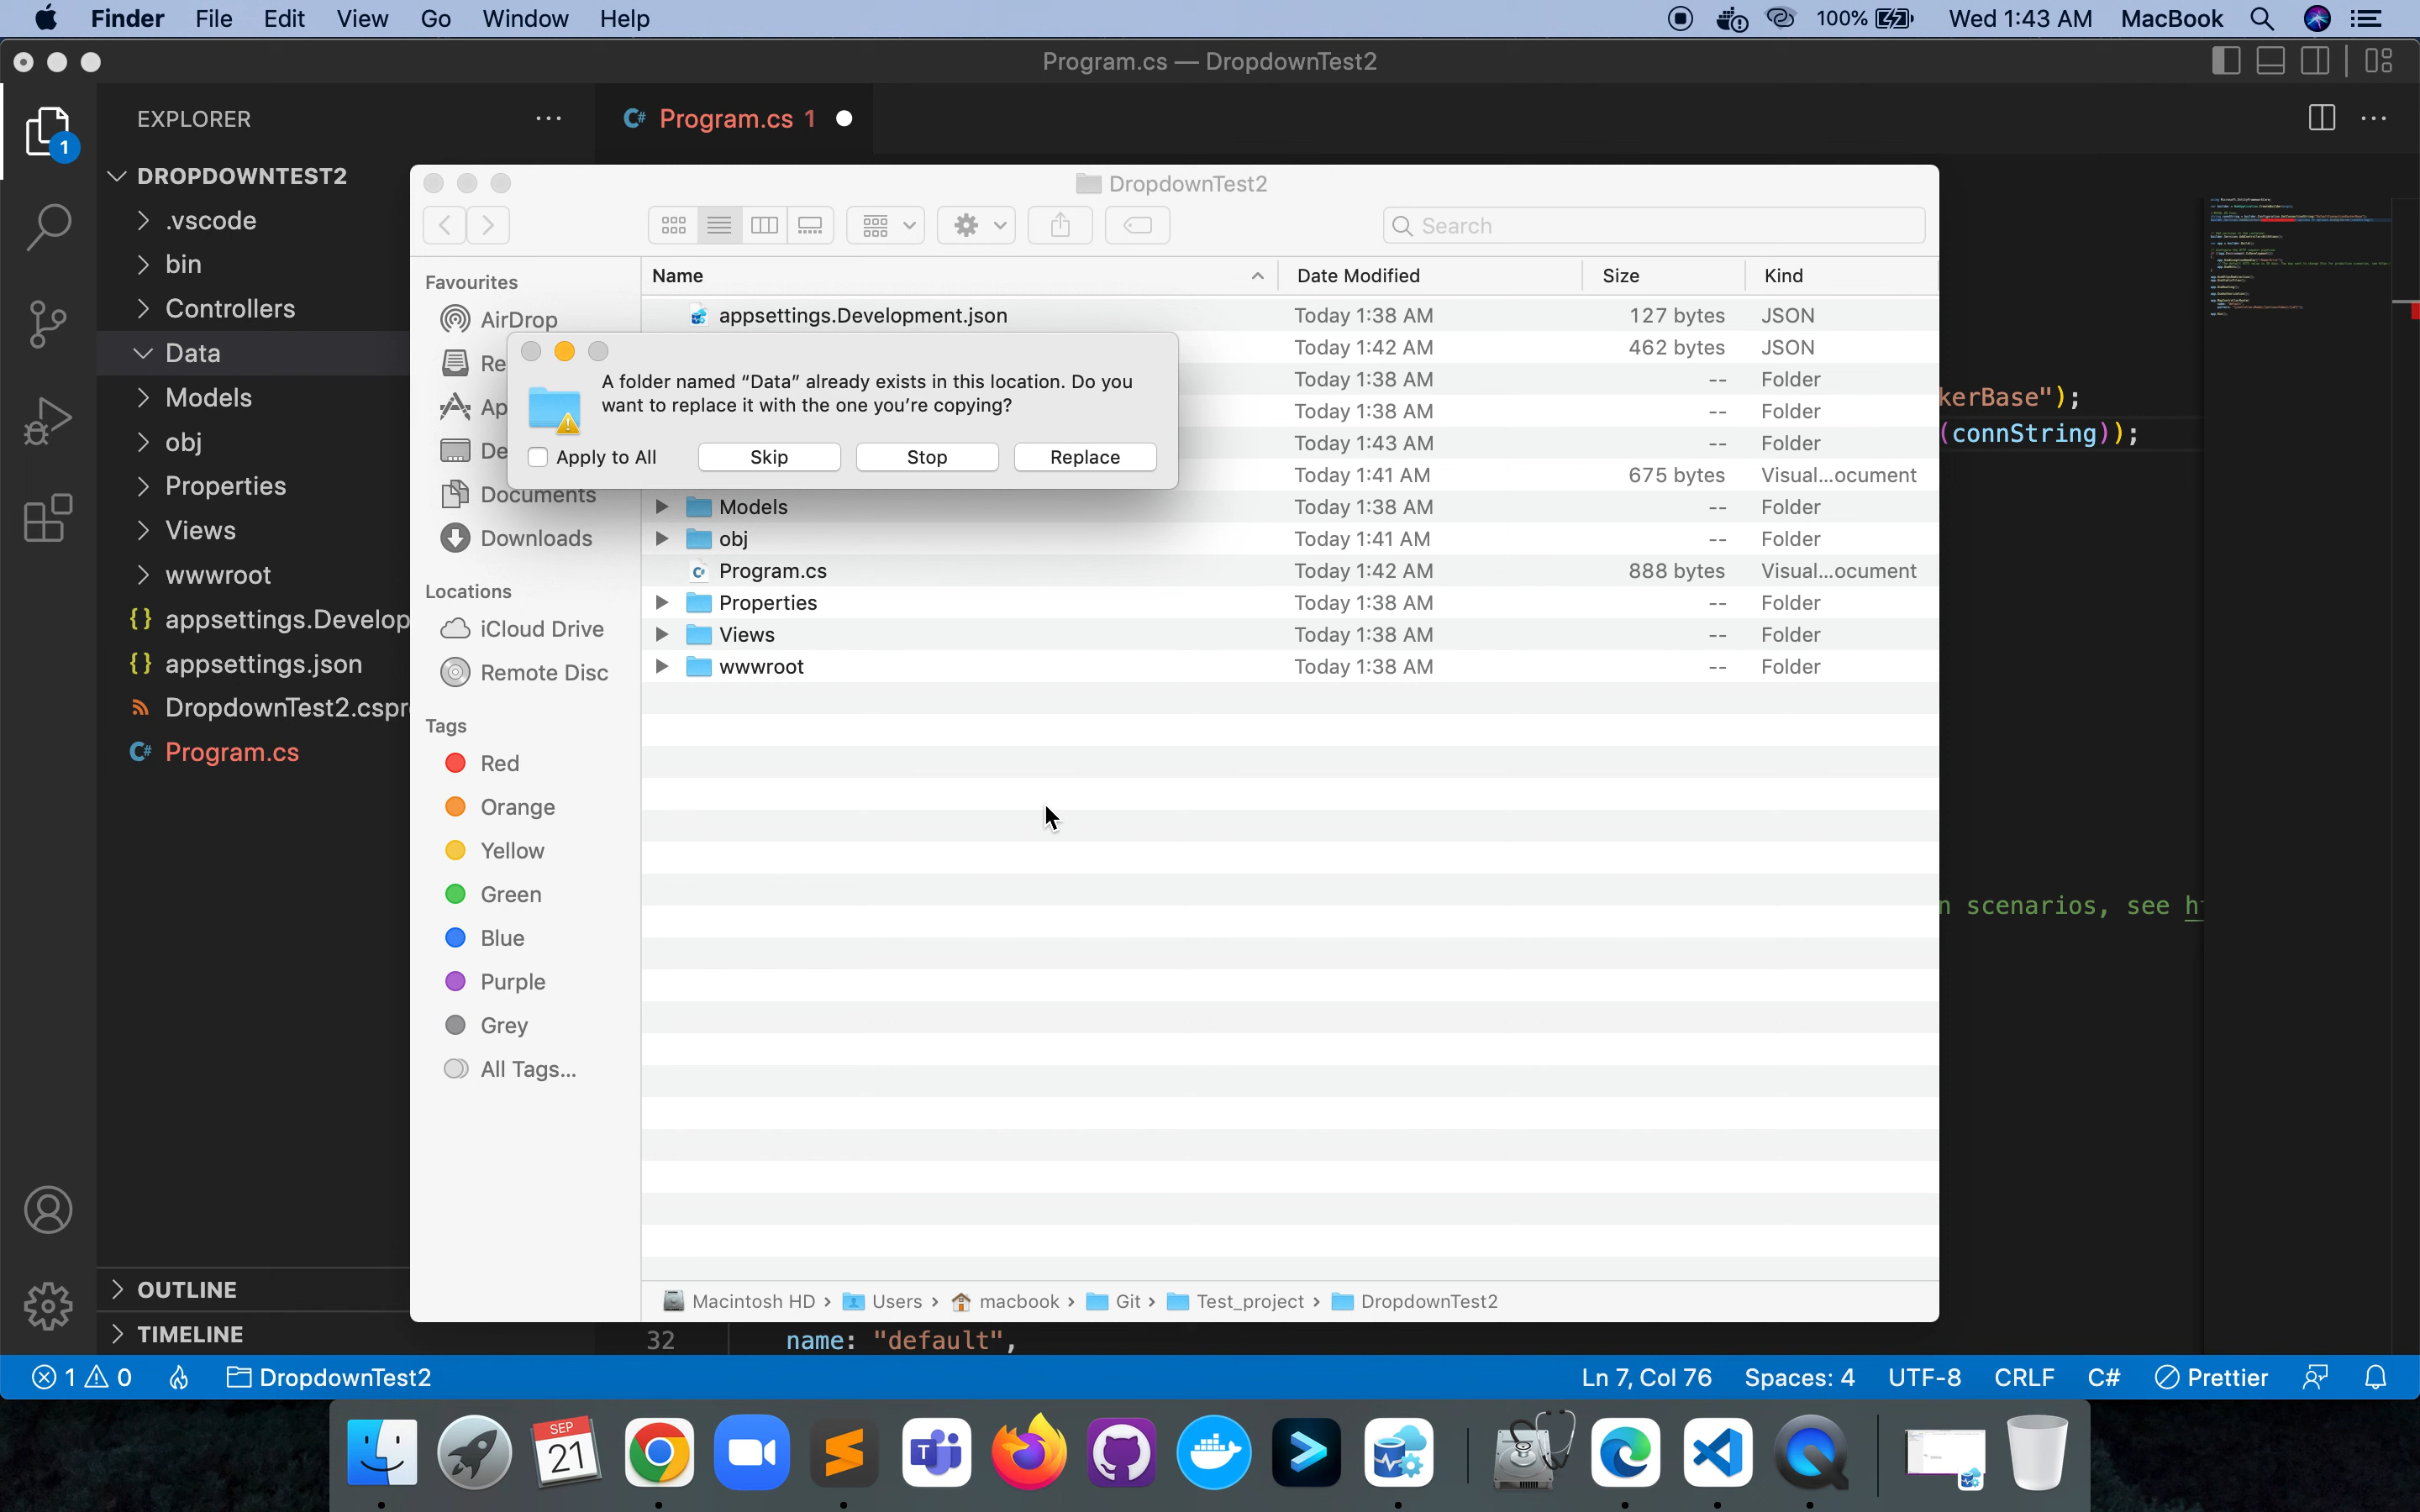 Finder File Edit View Go Window Help 100% Wed 1:43 AM MacBook
Program.cs — DropdownTest2
EXPLORER
Program.cs 1
1
DROPDOWNTEST2
.vscode
bin
Controllers
Data
Models
obj
Properties
Views
wwwroot
{} appsettings.Develop
{} appsettings.json
DropdownTest2.cspr
C# Program.cs
OUTLINE
TIMELINE
DropdownTest2
Search
Favourites
AirDrop
Re
Ap
De
Documents
Downloads
Locations
iCloud Drive
Remote Disc
Tags
Red
Orange
Yellow
Green
Blue
Purple
Grey
All Tags...
Name Date Modified Size Kind
appsettings.Development.json Today 1:38 AM 127 bytes JSON
Today 1:42 AM 462 bytes JSON
Today 1:38 AM -- Folder
Today 1:38 AM -- Folder
Today 1:43 AM -- Folder
Today 1:41 AM 675 bytes Visual...ocument
Models Today 1:38 AM -- Folder
obj Today 1:41 AM -- Folder
Program.cs Today 1:42 AM 888 bytes Visual...ocument
Properties Today 1:38 AM -- Folder
Views Today 1:38 AM -- Folder
wwwroot Today 1:38 AM -- Folder
A folder named “Data” already exists in this location. Do you
want to replace it with the one you’re copying?
Apply to All Skip Stop Replace
Macintosh HD › Users › macbook › Git › Test_project › DropdownTest2
kerBase");
(connString));
n scenarios, see h
32 name: "default",
1 0 DropdownTest2 Ln 7, Col 76 Spaces: 4 UTF-8 CRLF C# Prettier
SEP
21